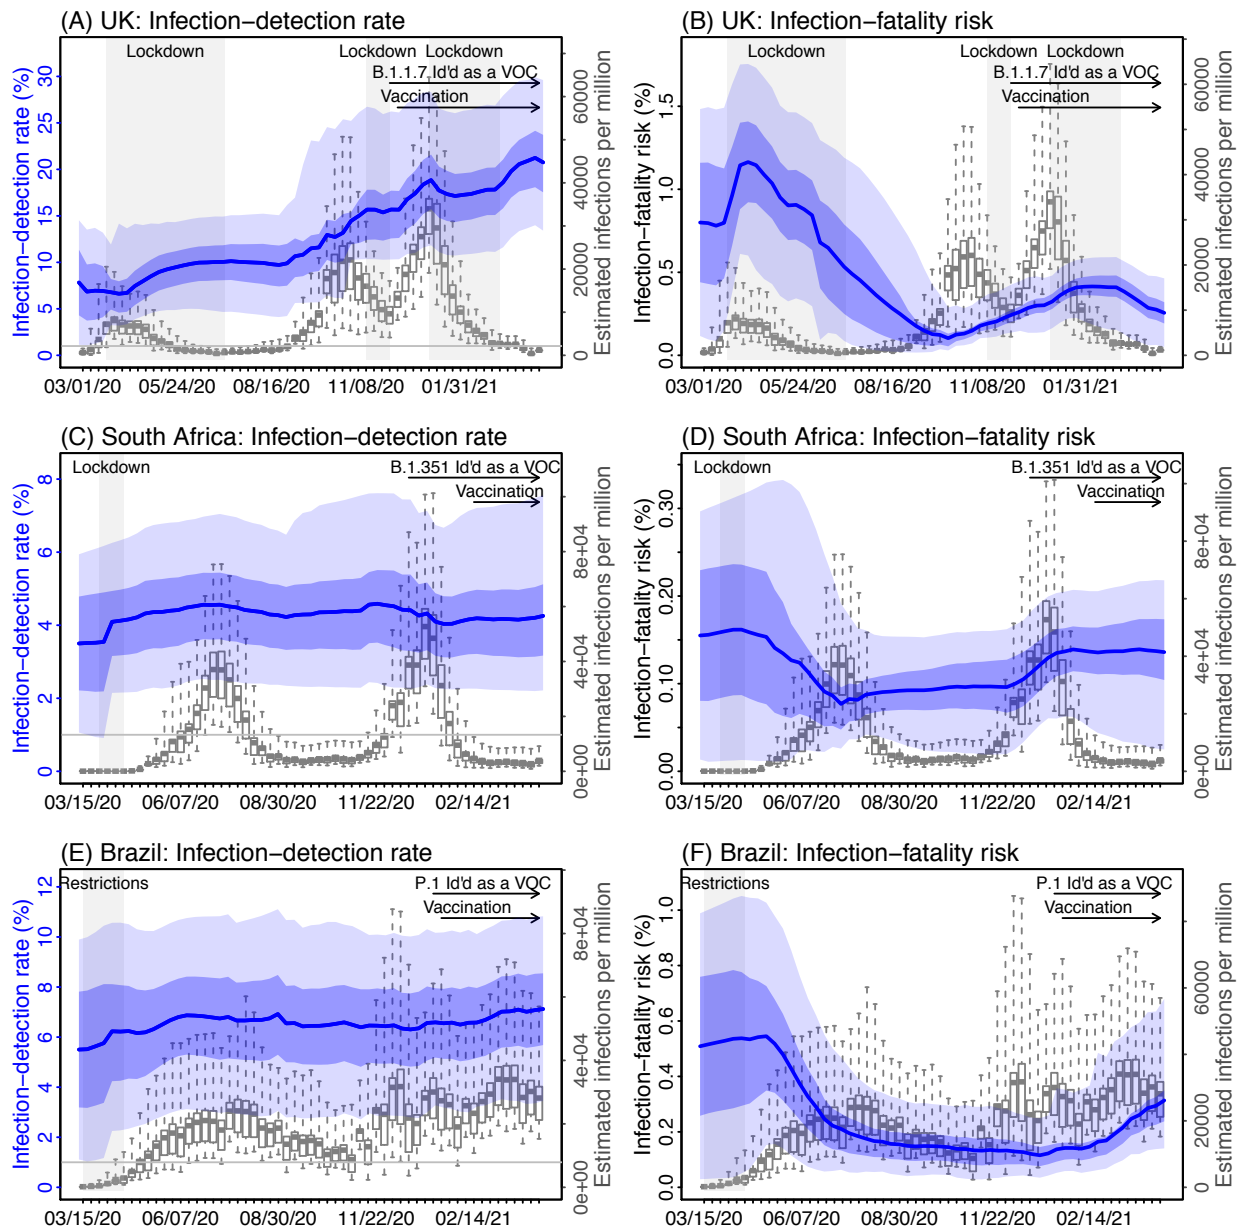 (A) UK: Infection−detection rate
Lockdown
Lockdown
Lockdown
B.1.1.7 Id'd as a VOC
Vaccination
Infection−detection rate (%)
0
5
10
15
20
25
30
Estimated infections per million
0
20000
40000
60000
03/01/20
05/24/20
08/16/20
11/08/20
01/31/21
(B) UK: Infection−fatality risk
Lockdown
Lockdown
Lockdown
B.1.1.7 Id'd as a VOC
Vaccination
Infection−fatality risk (%)
0.0
0.5
1.0
1.5
Estimated infections per million
0
20000
40000
60000
03/01/20
05/24/20
08/16/20
11/08/20
01/31/21
(C) South Africa: Infection−detection rate
Lockdown
B.1.351 Id'd as a VOC
Vaccination
Infection−detection rate (%)
0
2
4
6
8
Estimated infections per million
0e+00
4e+04
8e+04
03/15/20
06/07/20
08/30/20
11/22/20
02/14/21
(D) South Africa: Infection−fatality risk
Lockdown
B.1.351 Id'd as a VOC
Vaccination
Infection−fatality risk (%)
0.00
0.10
0.20
0.30
Estimated infections per million
0e+00
4e+04
8e+04
03/15/20
06/07/20
08/30/20
11/22/20
02/14/21
(E) Brazil: Infection−detection rate
Restrictions
P.1 Id'd as a VOC
Vaccination
Infection−detection rate (%)
0
2
4
6
8
10
12
Estimated infections per million
0e+00
4e+04
8e+04
03/15/20
06/07/20
08/30/20
11/22/20
02/14/21
(F) Brazil: Infection−fatality risk
Restrictions
P.1 Id'd as a VOC
Vaccination
Infection−fatality risk (%)
0.0
0.2
0.4
0.6
0.8
1.0
Estimated infections per million
0
20000
60000
03/15/20
06/07/20
08/30/20
11/22/20
02/14/21